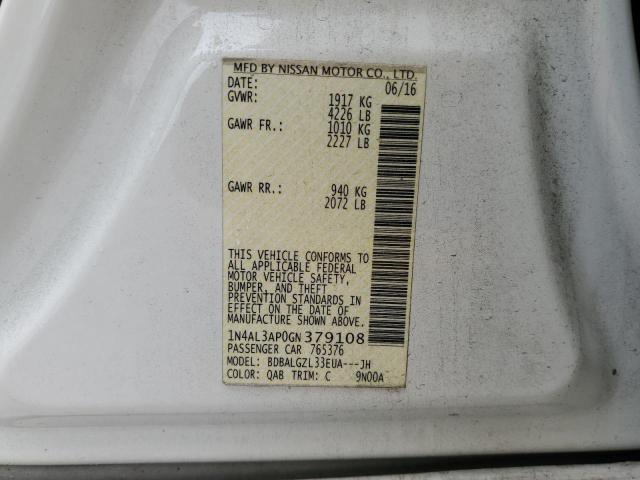 MFD BY NISSAN MOTOR CO., LTD.
DATE: 06/16
GVWR: 1917 KG
4226 LB
GAWR FR.: 1010 KG
2227 LB
GAWR RR.: 940 KG
2072 LB
THIS VEHICLE CONFORMS TO
ALL APPLICABLE FEDERAL
MOTOR VEHICLE SAFETY,
BUMPER, AND THEFT
PREVENTION STANDARDS IN
EFFECT ON THE DATE OF
MANUFACTURE SHOWN ABOVE.
1N4AL3AP0GN379108
PASSENGER CAR 765376
MODEL: BDBALGZL33EUA---JH
COLOR: QAB TRIM: C 9N00A